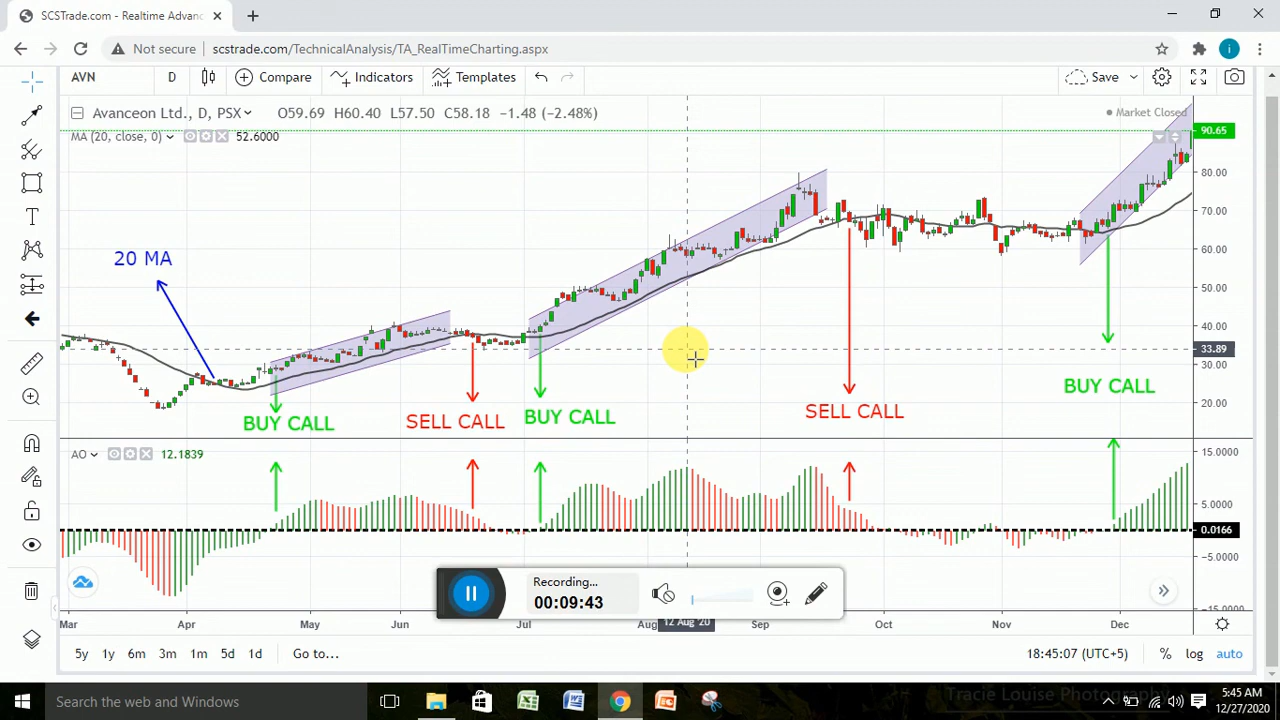 SCSTrade.com - Realtime Advanc
Not secure scstrade.com/TechnicalAnalysis/TA_RealTimeCharting.aspx
i
AVN D Compare Indicators Templates Save
Avanceon Ltd., D, PSX O59.69 H60.40 L57.50 C58.18 −1.48 (−2.48%) Market Closed
MA (20, close, 0) 52.6000
90.65
80.00
70.00
60.00
50.00
40.00
33.89
30.00
20.00
20 MA
BUY CALL
SELL CALL
BUY CALL
SELL CALL
BUY CALL
AO 12.1839
15.0000
5.0000
0.0166
−5.0000
−15.0000
Recording...
00:09:43
Mar Apr May Jun Jul Aug 12 Aug '20 Sep Oct Nov Dec
5y 1y 6m 3m 1m 5d 1d Go to... 18:45:07 (UTC+5) % log auto
Tracie Louise Photography
Search the web and Windows
5:45 AM
12/27/2020